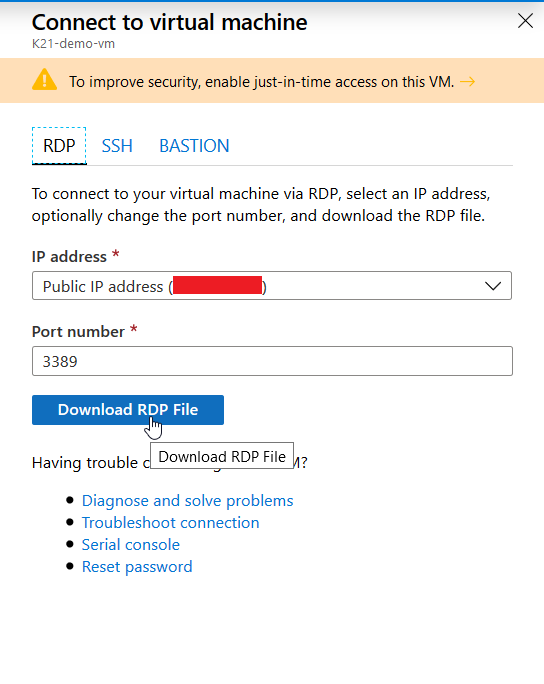 Connect to virtual machine
K21-demo-vm
To improve security, enable just-in-time access on this VM. →
RDP SSH BASTION
To connect to your virtual machine via RDP, select an IP address,
optionally change the port number, and download the RDP file.
IP address *
Public IP address ( )
Port number *
3389
Download RDP File
Download RDP File
Having trouble c M?
Diagnose and solve problems
Troubleshoot connection
Serial console
Reset password